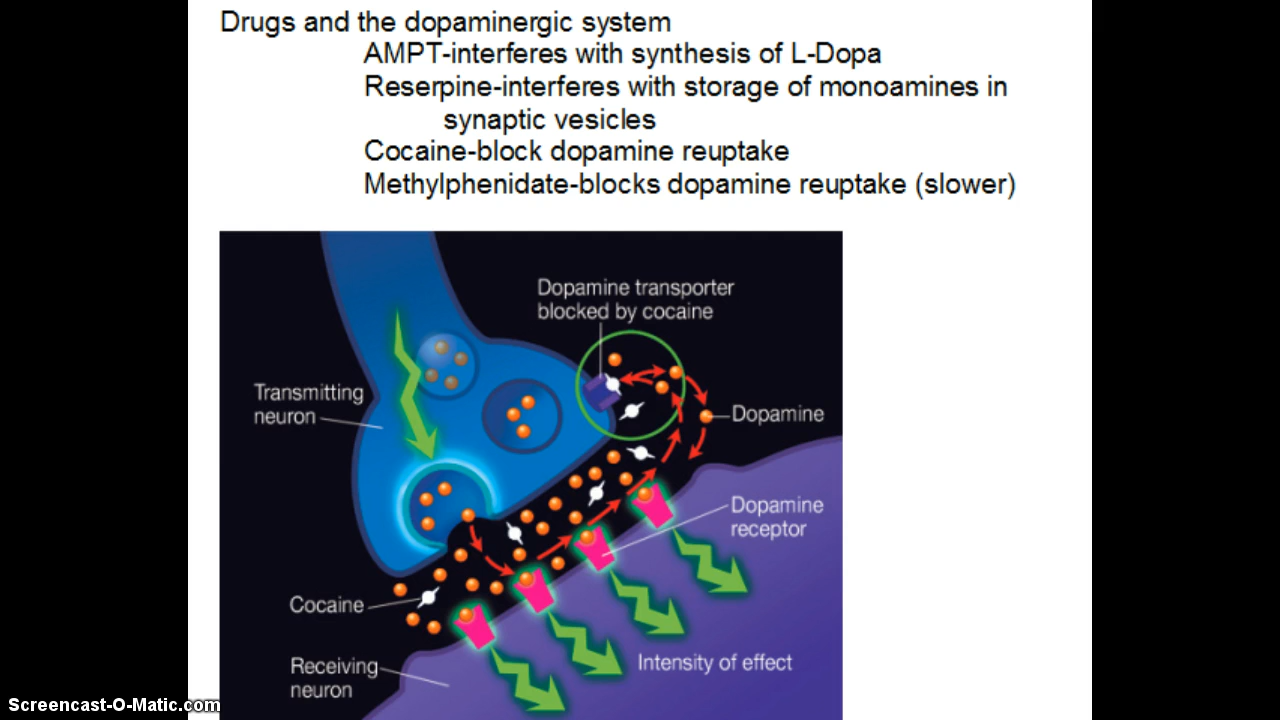 Drugs and the dopaminergic system
AMPT-interferes with synthesis of L-Dopa
Reserpine-interferes with storage of monoamines in
synaptic vesicles
Cocaine-block dopamine reuptake
Methylphenidate-blocks dopamine reuptake (slower)
Dopamine transporter
blocked by cocaine
Transmitting
neuron
Dopamine
Dopamine
receptor
Cocaine
Intensity of effect
Receiving
neuron
Screencast-O-Matic.com